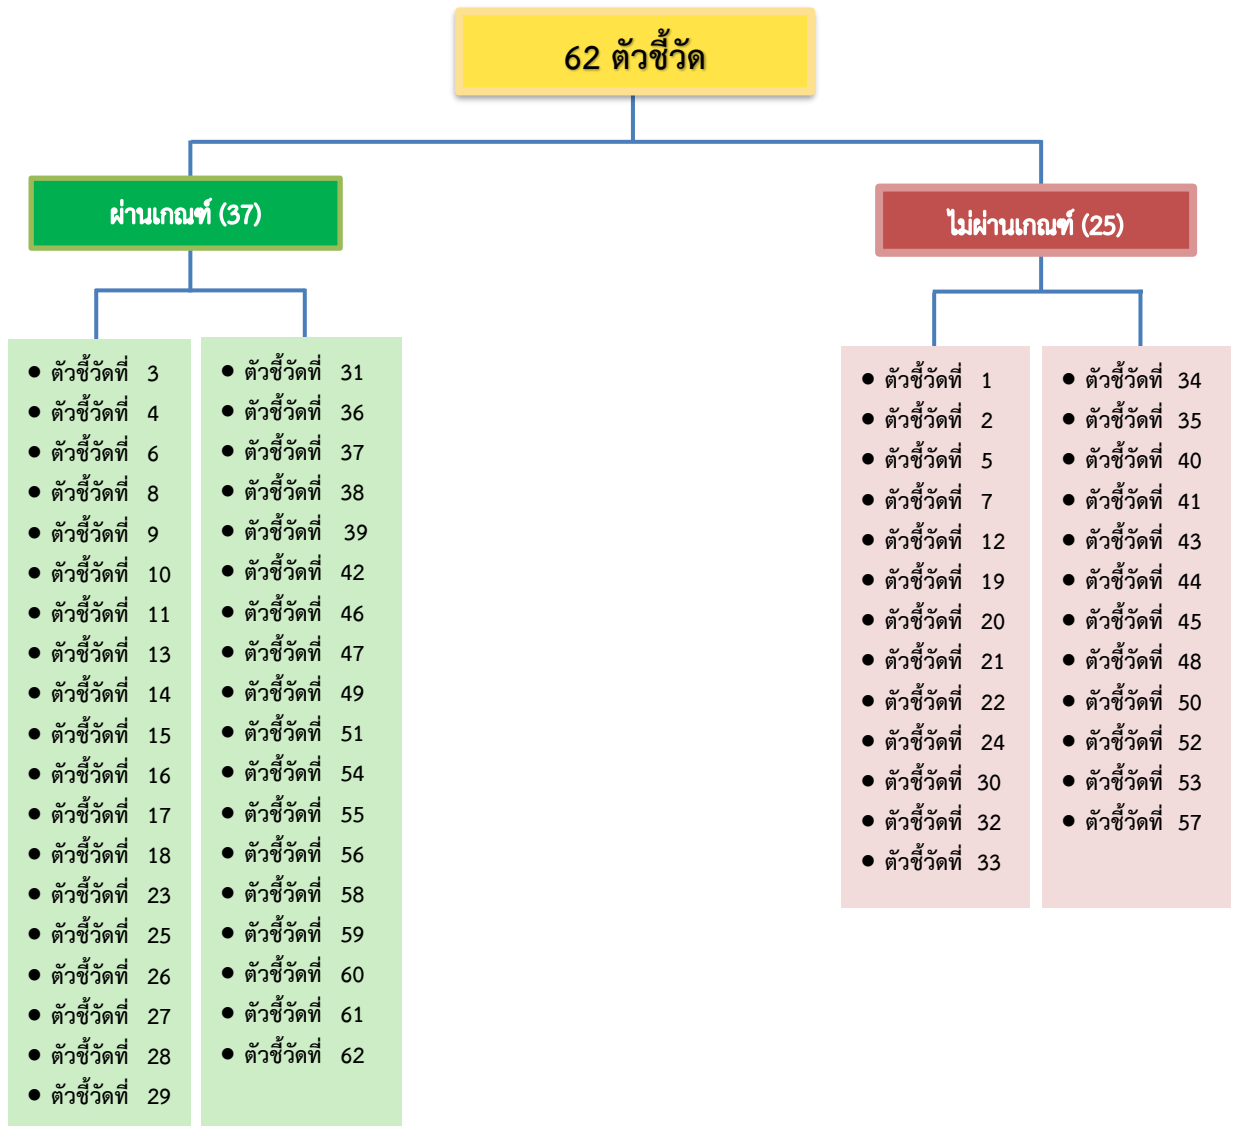 62 ตัวชี้วัด
ผ่านเกณฑ์ (37)
ไม่ผ่านเกณฑ์ (25)
● ตัวชี้วัดที่ 3
● ตัวชี้วัดที่ 4
● ตัวชี้วัดที่ 6
● ตัวชี้วัดที่ 8
● ตัวชี้วัดที่ 9
● ตัวชี้วัดที่ 10
● ตัวชี้วัดที่ 11
● ตัวชี้วัดที่ 13
● ตัวชี้วัดที่ 14
● ตัวชี้วัดที่ 15
● ตัวชี้วัดที่ 16
● ตัวชี้วัดที่ 17
● ตัวชี้วัดที่ 18
● ตัวชี้วัดที่ 23
● ตัวชี้วัดที่ 25
● ตัวชี้วัดที่ 26
● ตัวชี้วัดที่ 27
● ตัวชี้วัดที่ 28
● ตัวชี้วัดที่ 29
● ตัวชี้วัดที่ 31
● ตัวชี้วัดที่ 36
● ตัวชี้วัดที่ 37
● ตัวชี้วัดที่ 38
● ตัวชี้วัดที่ 39
● ตัวชี้วัดที่ 42
● ตัวชี้วัดที่ 46
● ตัวชี้วัดที่ 47
● ตัวชี้วัดที่ 49
● ตัวชี้วัดที่ 51
● ตัวชี้วัดที่ 54
● ตัวชี้วัดที่ 55
● ตัวชี้วัดที่ 56
● ตัวชี้วัดที่ 58
● ตัวชี้วัดที่ 59
● ตัวชี้วัดที่ 60
● ตัวชี้วัดที่ 61
● ตัวชี้วัดที่ 62
● ตัวชี้วัดที่ 1
● ตัวชี้วัดที่ 2
● ตัวชี้วัดที่ 5
● ตัวชี้วัดที่ 7
● ตัวชี้วัดที่ 12
● ตัวชี้วัดที่ 19
● ตัวชี้วัดที่ 20
● ตัวชี้วัดที่ 21
● ตัวชี้วัดที่ 22
● ตัวชี้วัดที่ 24
● ตัวชี้วัดที่ 30
● ตัวชี้วัดที่ 32
● ตัวชี้วัดที่ 33
● ตัวชี้วัดที่ 34
● ตัวชี้วัดที่ 35
● ตัวชี้วัดที่ 40
● ตัวชี้วัดที่ 41
● ตัวชี้วัดที่ 43
● ตัวชี้วัดที่ 44
● ตัวชี้วัดที่ 45
● ตัวชี้วัดที่ 48
● ตัวชี้วัดที่ 50
● ตัวชี้วัดที่ 52
● ตัวชี้วัดที่ 53
● ตัวชี้วัดที่ 57